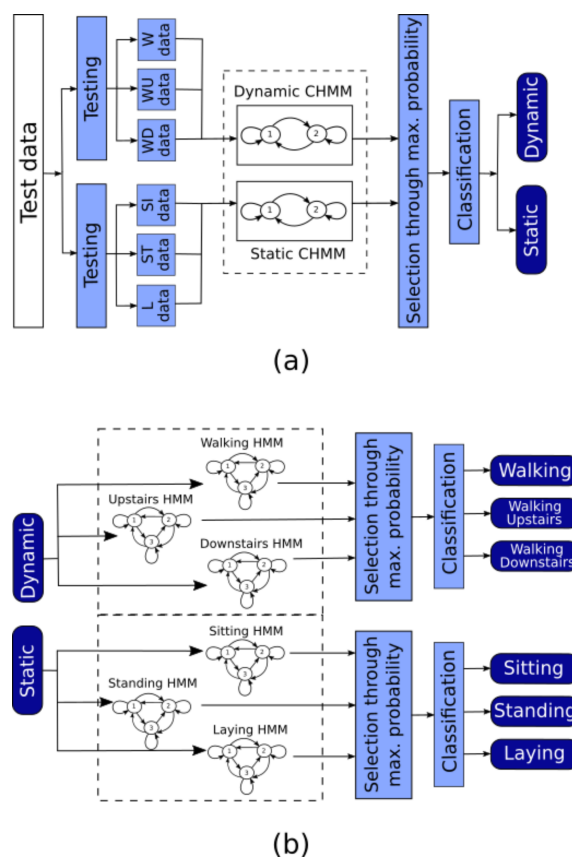 Test data
Testing
W
data
WU
data
WD
data
Testing
SI
data
ST
data
L
data
Dynamic CHMM
1
2
1
2
Static CHMM
Selection through max. probability
Classification
Dynamic
Static
(a)
Dynamic
Walking HMM
1
2
3
Upstairs HMM
1
2
3
Downstairs HMM
1
2
3
Selection through
max. probability
Classification
Walking
Walking
Upstairs
Walking
Downstairs
Static
Sitting HMM
1
2
3
Standing HMM
1
2
3
Laying HMM
1
2
3
Selection through
max. probability
Classification
Sitting
Standing
Laying
(b)